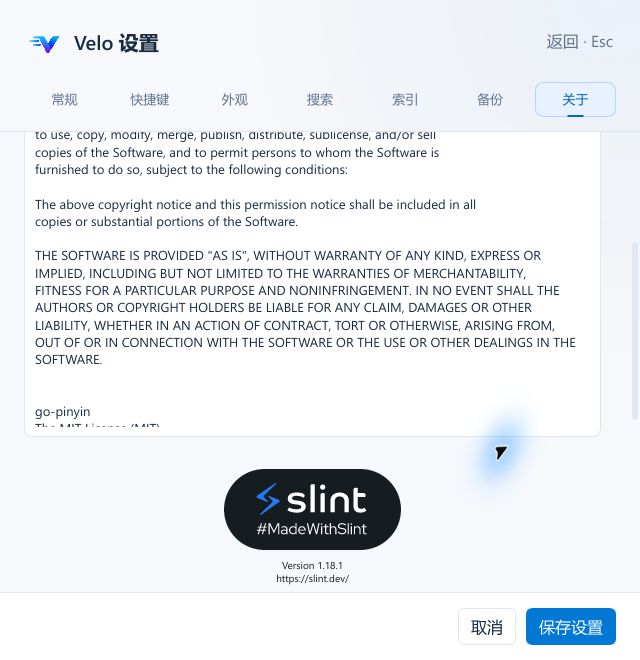 Velo 设置
返回 · Esc
常规
快捷键
外观
搜索
索引
备份
关于
to use, copy, modify, merge, publish, distribute, sublicense, and/or sell
copies of the Software, and to permit persons to whom the Software is
furnished to do so, subject to the following conditions:
The above copyright notice and this permission notice shall be included in all
copies or substantial portions of the Software.
THE SOFTWARE IS PROVIDED "AS IS", WITHOUT WARRANTY OF ANY KIND, EXPRESS OR
IMPLIED, INCLUDING BUT NOT LIMITED TO THE WARRANTIES OF MERCHANTABILITY,
FITNESS FOR A PARTICULAR PURPOSE AND NONINFRINGEMENT. IN NO EVENT SHALL THE
AUTHORS OR COPYRIGHT HOLDERS BE LIABLE FOR ANY CLAIM, DAMAGES OR OTHER
LIABILITY, WHETHER IN AN ACTION OF CONTRACT, TORT OR OTHERWISE, ARISING FROM,
OUT OF OR IN CONNECTION WITH THE SOFTWARE OR THE USE OR OTHER DEALINGS IN THE
SOFTWARE.
go-pinyin
The MIT License (MIT)
slint
#MadeWithSlint
Version 1.18.1
https://slint.dev/
取消
保存设置